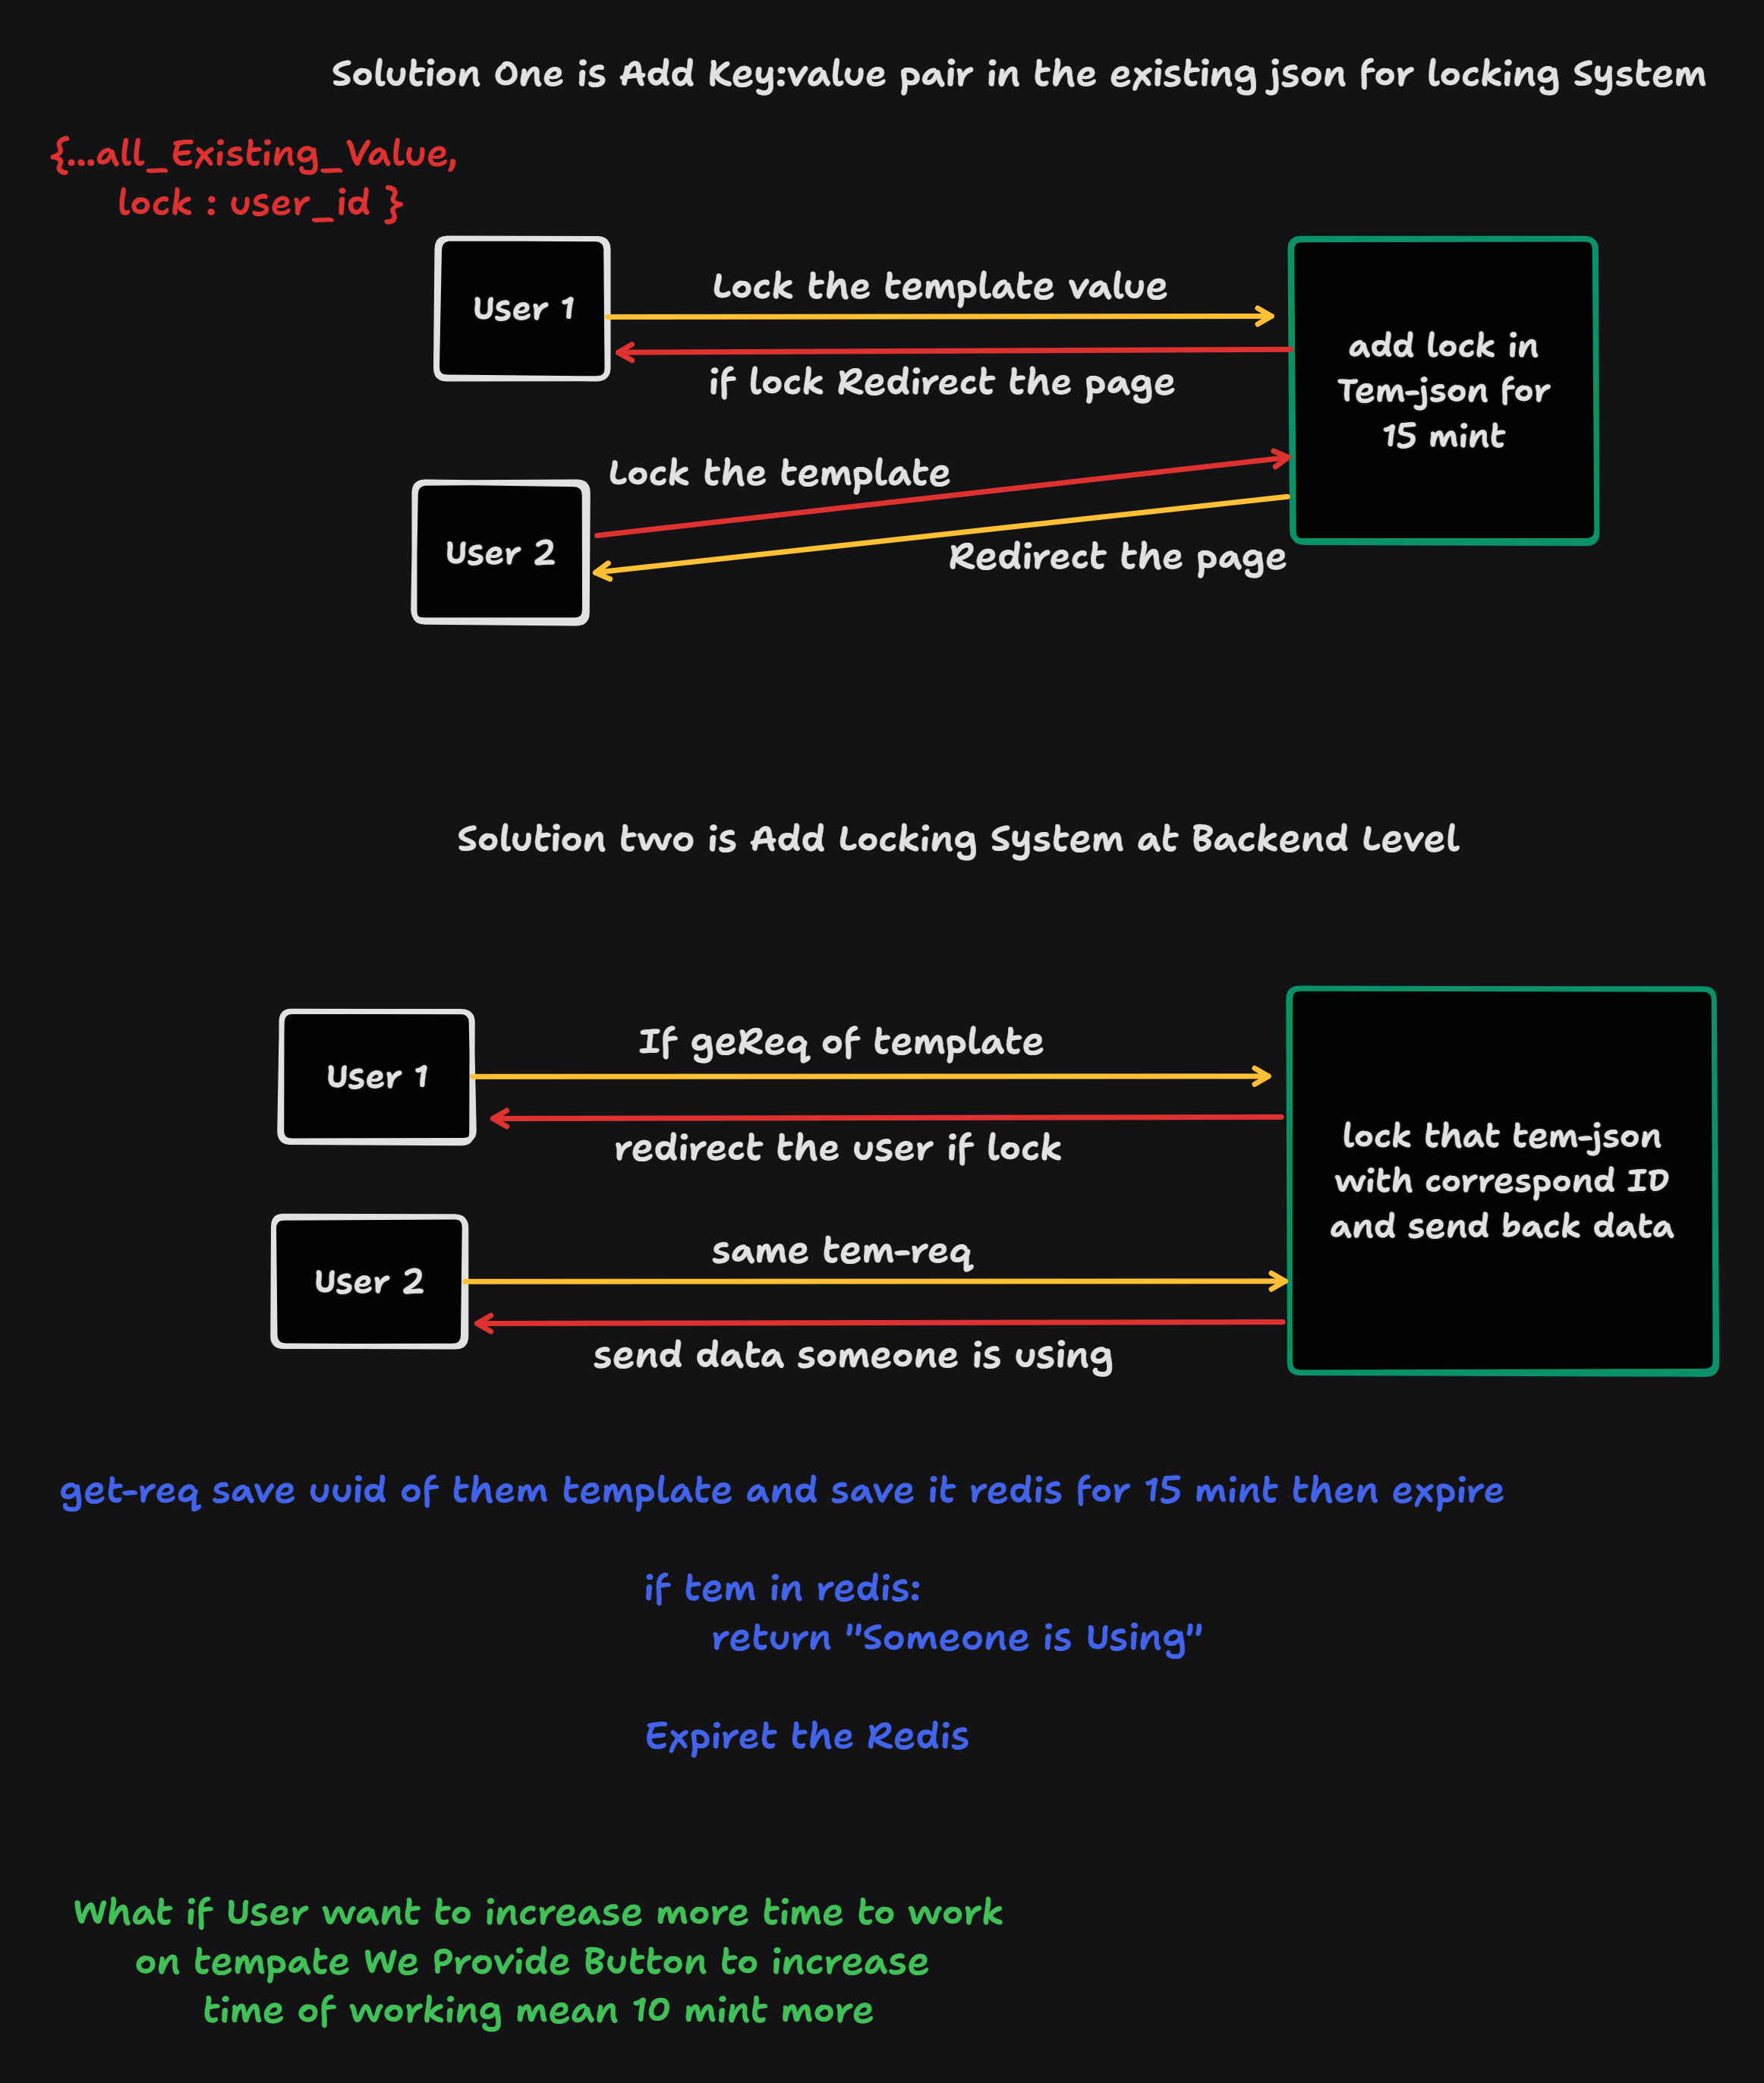 Solution One is Add Key:value pair in the existing json for locking System
{...all_Existing_Value,
lock : user_id }
User 1
Lock the template value
if lock Redirect the page
add lock in
Tem-json for
15 mint
Lock the template
User 2
Redirect the page
Solution two is Add Locking System at Backend Level
User 1
If geReq of template
redirect the user if lock
lock that tem-json
with correspond ID
and send back data
User 2
same tem-req
send data someone is using
get-req save uuid of them template and save it redis for 15 mint then expire
if tem in redis:
return "Someone is Using"
Expiret the Redis
What if User want to increase more time to work
on tempate We Provide Button to increase
time of working mean 10 mint more